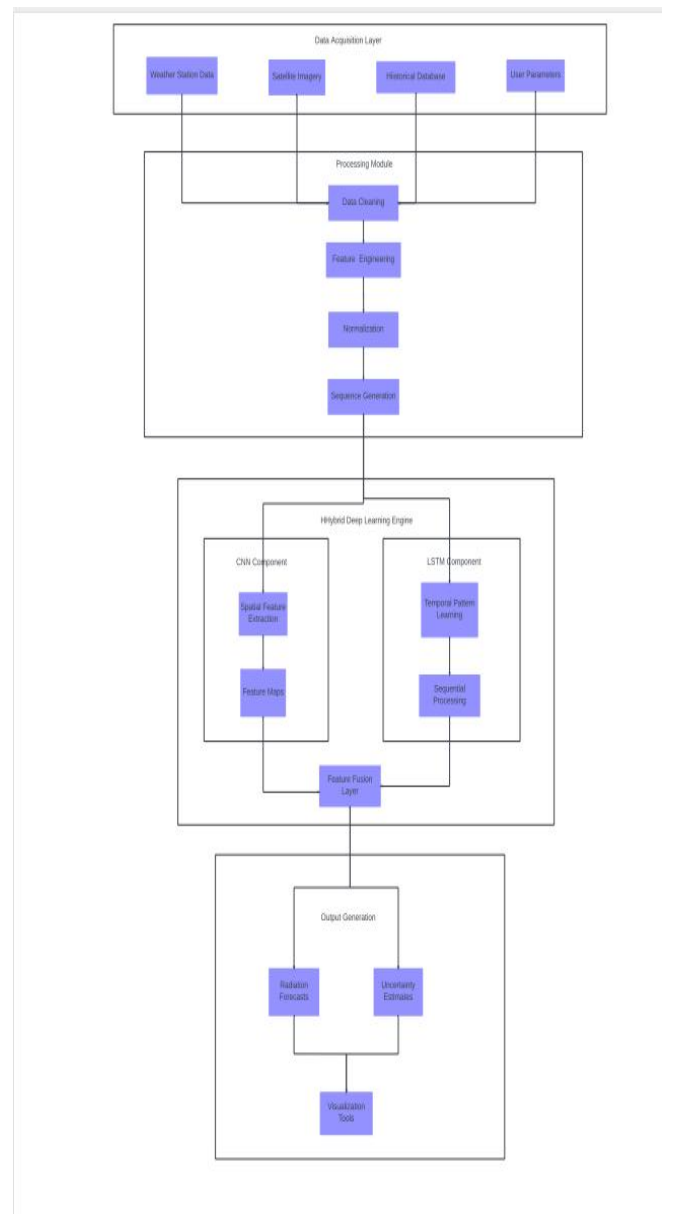 Data Acquisition Layer
Weather Station Data
Satellite Imagery
Historical Database
User Parameters
Processing Module
Data Cleaning
Feature Engineering
Normalization
Sequence Generation
HHybrid Deep Learning Engine
CNN Component
LSTM Component
Spatial Feature
Extraction
Temporal Pattern
Learning
Feature Maps
Sequential
Processing
Feature Fusion
Layer
Output Generation
Radiation
Forecasts
Uncertainty
Estimates
Visualization
Tools